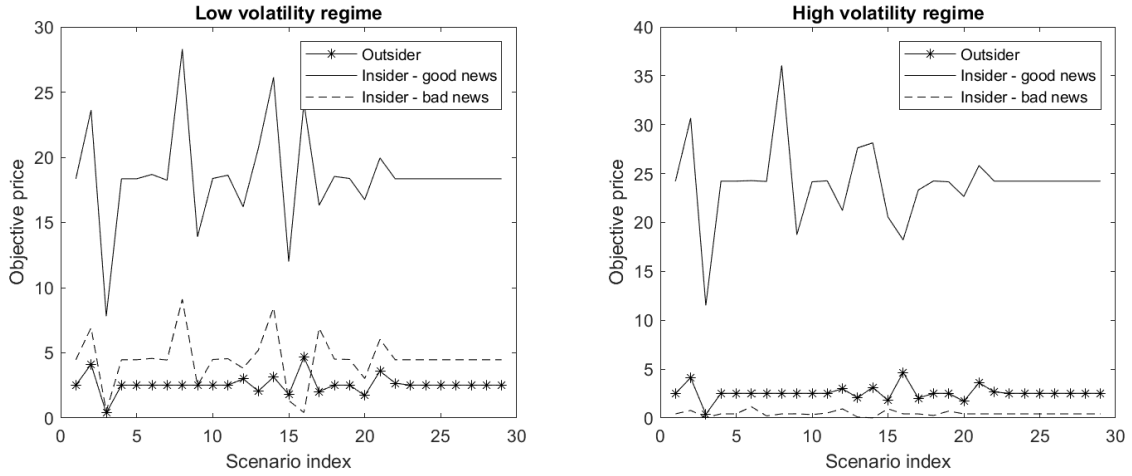 Low volatility regime
30
25
20
15
10
5
0
Objective price
Outsider
Insider - good news
Insider - bad news
0 5 10 15 20 25 30
Scenario index
High volatility regime
40
35
30
25
20
15
10
5
0
Objective price
Outsider
Insider - good news
Insider - bad news
0 5 10 15 20 25 30
Scenario index